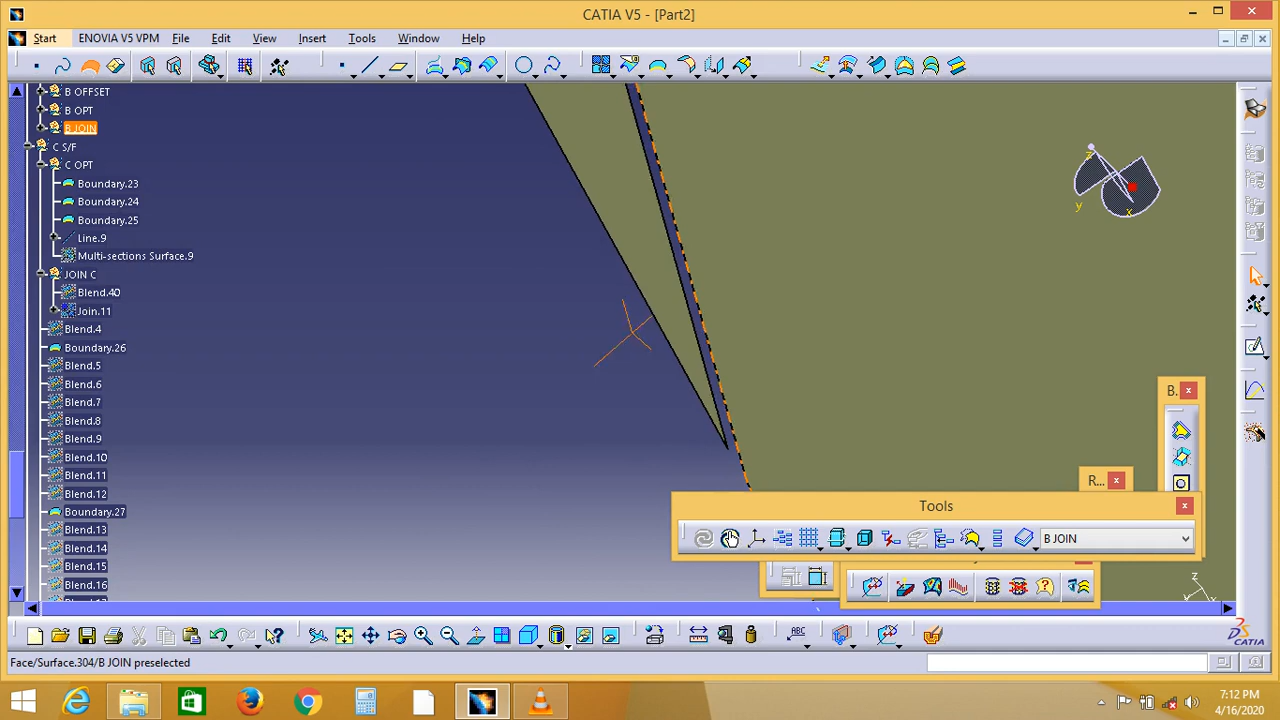 CATIA V5 - [Part2]
Start ENOVIA V5 VPM File Edit View Insert Tools Window Help
B OFFSET
B OPT
B JOIN
C S/F
C OPT
Boundary.23
Boundary.24
Boundary.25
Line.9
Multi-sections Surface.9
JOIN C
Blend.40
Join.11
Blend.4
Boundary.26
Blend.5
Blend.6
Blend.7
Blend.8
Blend.9
Blend.10
Blend.11
Blend.12
Boundary.27
Blend.13
Blend.14
Blend.15
Blend.16
z
y
x
B.
R...
Tools
B JOIN
z
ABC
CATIA
Face/Surface.304/B JOIN preselected
7:12 PM
4/16/2020